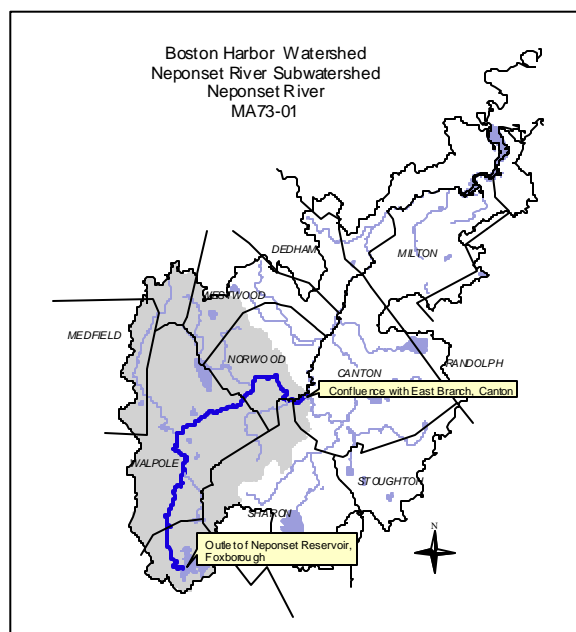 Boston Harbor Watershed
Neponset River Subwatershed
Neponset River
MA73-01
DEDHAM
MILTON
WESTWOOD
MEDFIELD
NORWOOD
CANTON
RANDOLPH
Confluence with East Branch, Canton
WALPOLE
STOUGHTON
SHARON
Outlet of Neponset Reservoir,
Foxborough
N